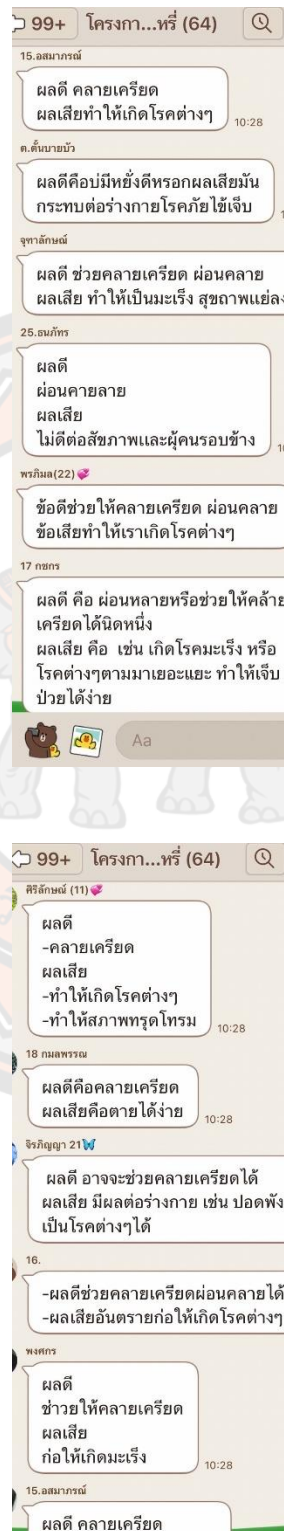 99+ โครงกา...หรี่ (64)
15.อสมาภรณ์
ผลดี คลายเครียด
ผลเสียทำให้เกิดโรคต่างๆ
10:28
ต.ตั้นบายบัว
ผลดีคือบ่มีหยั่งดีหรอกผลเสียมัน
กระทบต่อร่างกายโรคภัยไข้เจ็บ
จุฑาลักษณ์
ผลดี ช่วยคลายเครียด ผ่อนคลาย
ผลเสีย ทำให้เป็นมะเร็ง สุขถาพแย่ลง
25.ธนภัทร
ผลดี
ผ่อนคายลาย
ผลเสีย
ไม่ดีต่อสัขภาพและผุ้คนรอบข้าง
พรภิมล(22)💞
ข้อดีช่วยให้คลายเครียด ผ่อนคลาย
ข้อเสียทำให้เราเกิดโรคต่างๆ
17 กชกร
ผลดี คือ ผ่อนหลายหรือช่วยให้คล้าย
เครียดได้นิดหนึ่ง
ผลเสีย คือ เช่น เกิดโรคมะเร็ง หรือ
โรคต่างๆตามมาเยอะแยะ ทำให้เจ็บ
ป่วยได้ง่าย
Aa
99+ โครงกา...หรี่ (64)
ศิริลักษณ์ (11)💞
ผลดี
-คลายเครียด
ผลเสีย
-ทำให้เกิดโรคต่างๆ
-ทำให้สภาพทรุดโทรม
10:28
18 กมลพรรณ
ผลดีคือคลายเครียด
ผลเสียคือตายได้ง่าย
10:28
จิรภิญญา 21🦋
ผลดี อาจจะช่วยคลายเครียดได้
ผลเสีย มีผลต่อร่างกาย เช่น ปอดพัง
เป็นโรคต่างๆได้
16.
-ผลดีช่วยคลายเครียดผ่อนคลายได้
-ผลเสียอันตรายก่อให้เกิดโรคต่างๆ
พงศกร
ผลดี
ช่าวยให้คลายเครียด
ผลเสีย
ก่อให้เกิดมะเร็ง
10:28
15.อสมาภรณ์
ผลดี คลายเครียด